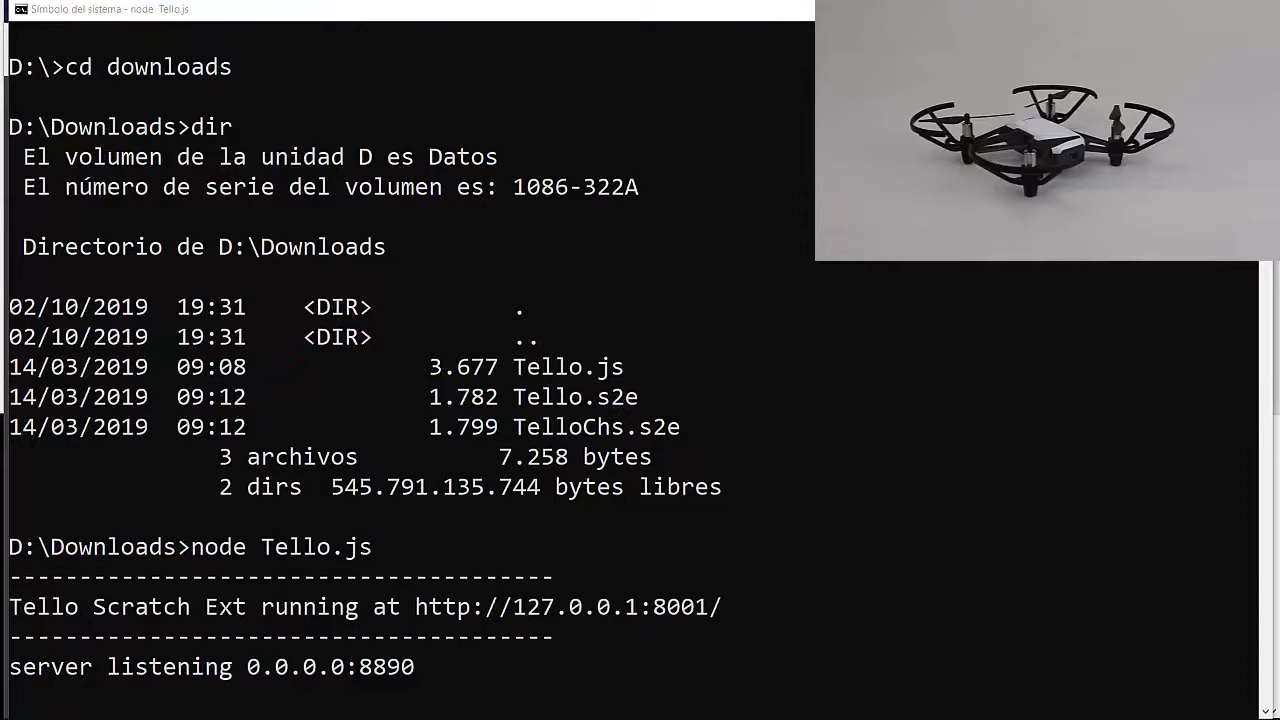 Símbolo del sistema - node Tello.js
D:\>cd downloads
D:\Downloads>dir
El volumen de la unidad D es Datos
El número de serie del volumen es: 1086-322A
Directorio de D:\Downloads
02/10/2019 19:31 <DIR> .
02/10/2019 19:31 <DIR> ..
14/03/2019 09:08 3.677 Tello.js
14/03/2019 09:12 1.782 Tello.s2e
14/03/2019 09:12 1.799 TelloChs.s2e
3 archivos 7.258 bytes
2 dirs 545.791.135.744 bytes libres
D:\Downloads>node Tello.js
---------------------------------------
Tello Scratch Ext running at http://127.0.0.1:8001/
---------------------------------------
server listening 0.0.0.0:8890